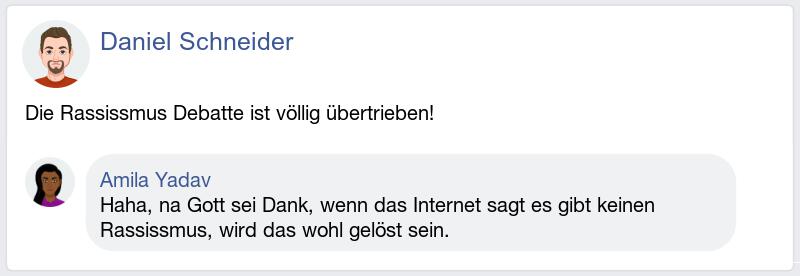 Daniel Schneider
Die Rassissmus Debatte ist völlig übertrieben!
Amila Yadav
Haha, na Gott sei Dank, wenn das Internet sagt es gibt keinen
Rassissmus, wird das wohl gelöst sein.